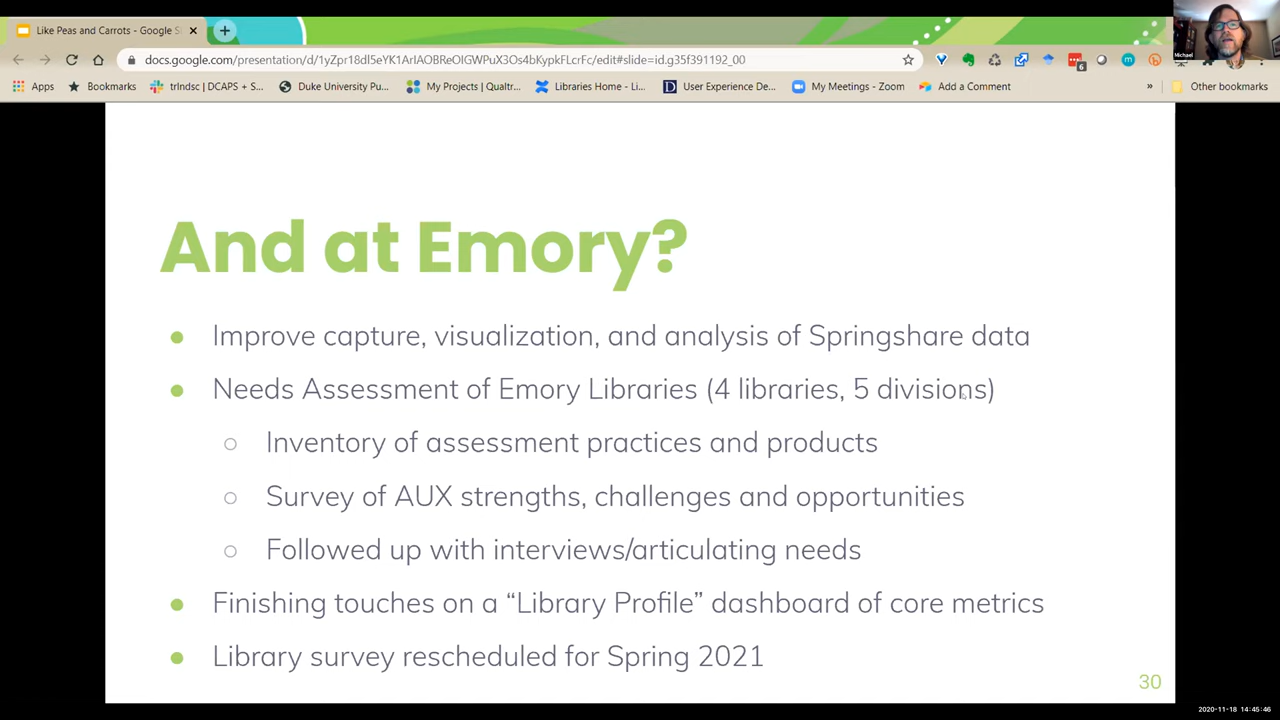 Like Peas and Carrots - Google S
docs.google.com/presentation/d/1yZpr18dl5eYK1ArIAOBReOIGWtuX3Os4bKypkFLcrFc/edit#slide=id.g35f391192_00
6
Michael
Apps
Bookmarks
trlndsc | DCAPS + S...
Duke University Pu...
My Projects | Qualtr...
Libraries Home - Li...
User Experience De...
My Meetings - Zoom
Add a Comment
»
Other bookmarks
And at Emory?
● Improve capture, visualization, and analysis of Springshare data
● Needs Assessment of Emory Libraries (4 libraries, 5 divisions)
○ Inventory of assessment practices and products
○ Survey of AUX strengths, challenges and opportunities
○ Followed up with interviews/articulating needs
● Finishing touches on a “Library Profile” dashboard of core metrics
● Library survey rescheduled for Spring 2021
30
2020-11-18 14:45:46